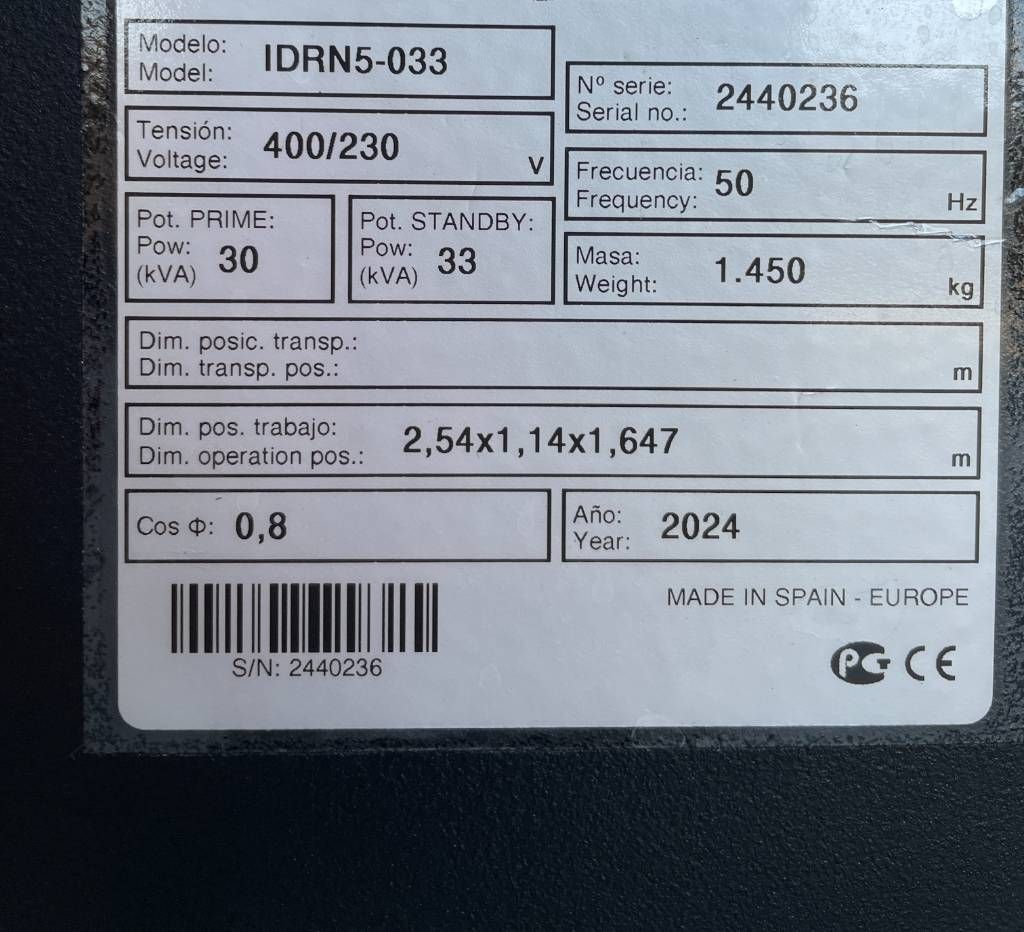 Modelo:
Model: IDRN5-033
Nº serie:
Serial no.: 2440236
Tensión:
Voltage: 400/230 V
Frecuencia:
Frequency: 50 Hz
Pot. PRIME:
Pow:
(kVA) 30
Pot. STANDBY:
Pow:
(kVA) 33
Masa:
Weight: 1.450 kg
Dim. posic. transp.:
Dim. transp. pos.: m
Dim. pos. trabajo:
Dim. operation pos.: 2,54x1,14x1,647 m
Cos Φ: 0,8
Año:
Year: 2024
S/N: 2440236
MADE IN SPAIN - EUROPE
PG CE